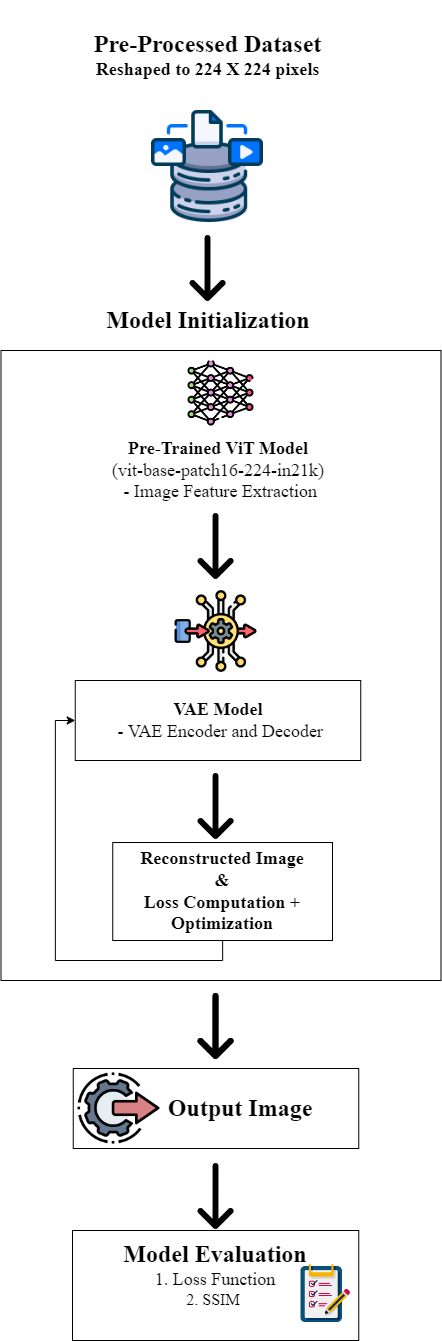 Pre-Processed Dataset
Reshaped to 224 X 224 pixels
Model Initialization
Pre-Trained ViT Model
(vit-base-patch16-224-in21k)
- Image Feature Extraction
VAE Model
- VAE Encoder and Decoder
Reconstructed Image
&
Loss Computation +
Optimization
Output Image
Model Evaluation
1. Loss Function
2. SSIM